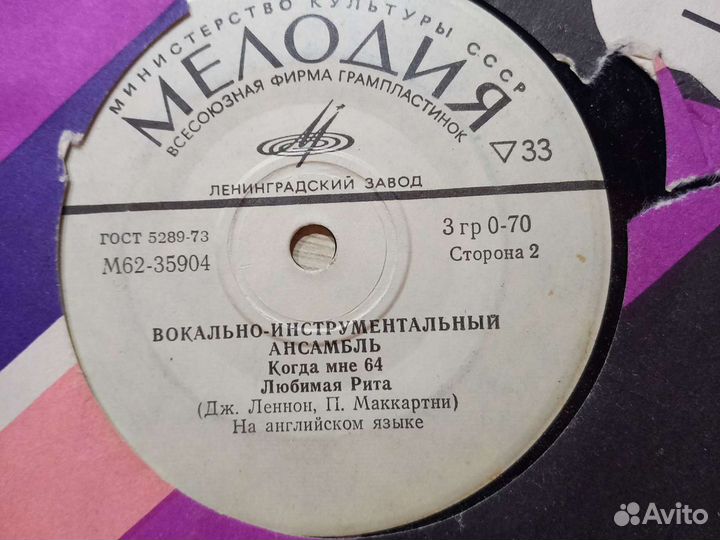 МИНИСТЕРСТВО КУЛЬТУРЫ СССР
МЕЛОДИЯ
ВСЕСОЮЗНАЯ ФИРМА ГРАМПЛАСТИНОК
▽33
ЛЕНИНГРАДСКИЙ ЗАВОД
ГОСТ 5289-73
3 гр 0-70
М62-35904
Сторона 2
ВОКАЛЬНО-ИНСТРУМЕНТАЛЬНЫЙ
АНСАМБЛЬ
Когда мне 64
Любимая Рита
(Дж. Леннон, П. Маккартни)
На английском языке
Avito